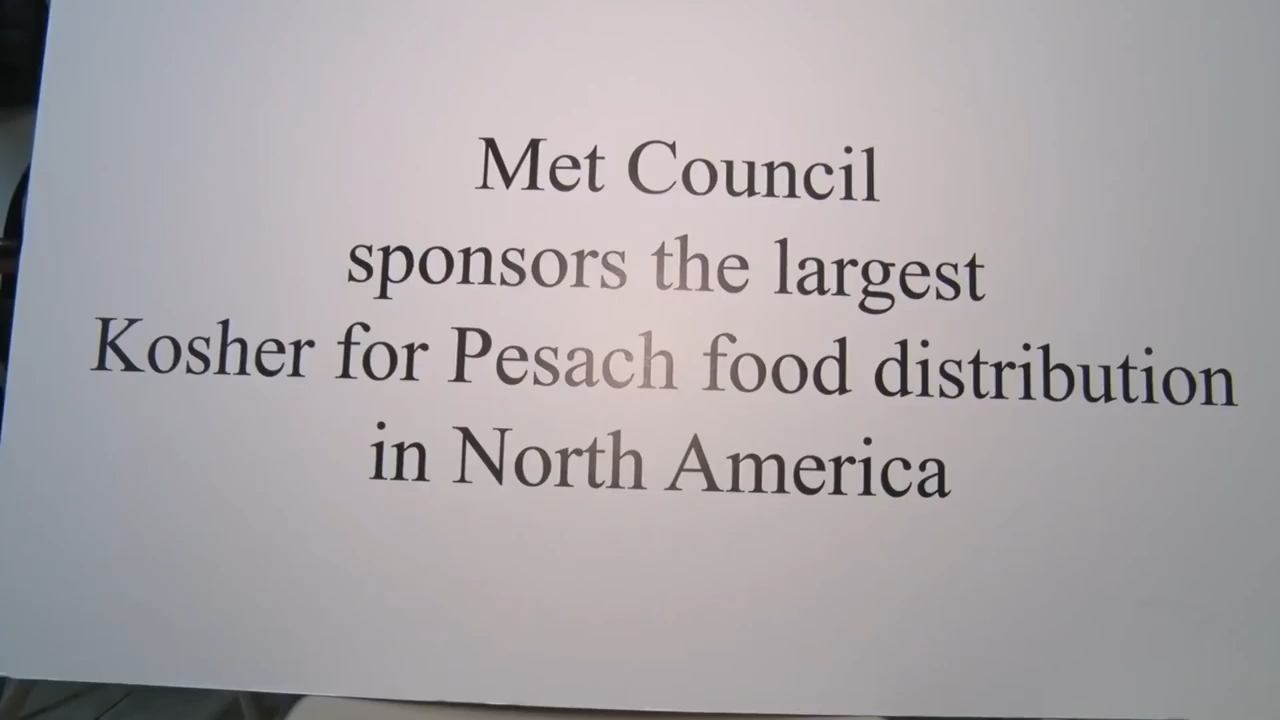 Met Council
sponsors the largest
Kosher for Pesach food distribution
in North America